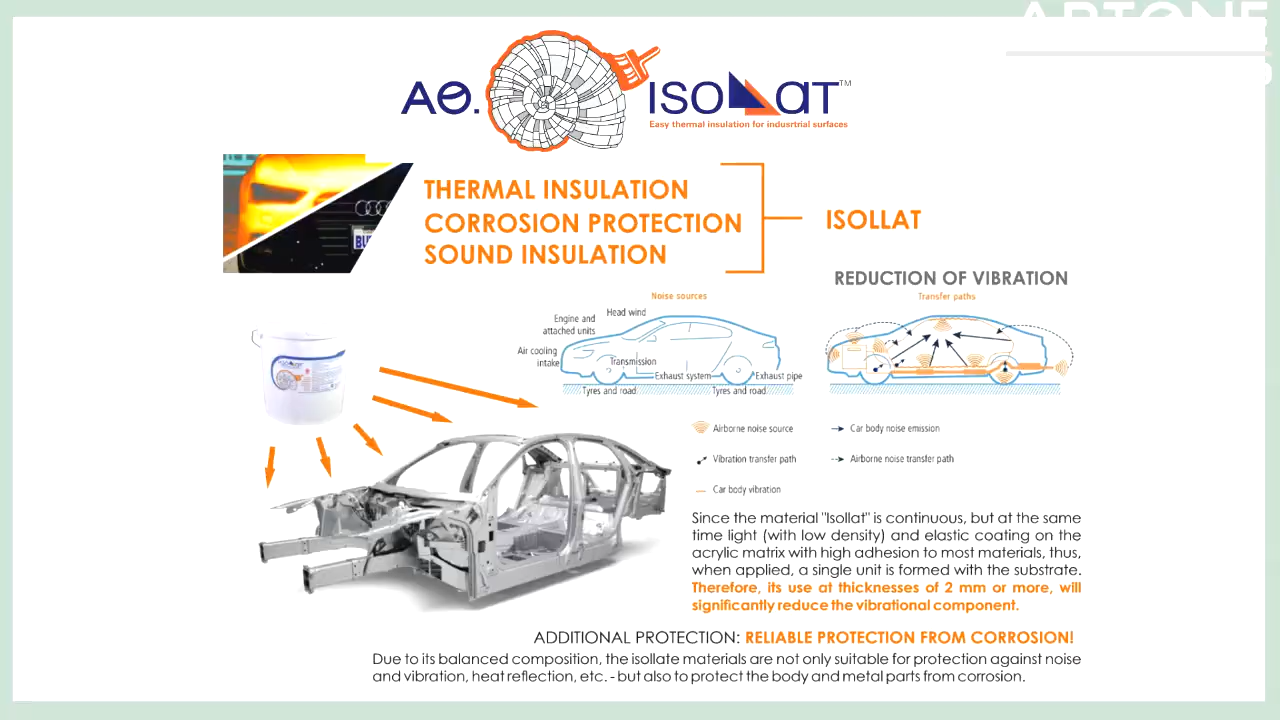 ARTONE
AO. ISOLLAT™
Easy thermal insulation for indusrtrial surfaces
THERMAL INSULATION
CORROSION PROTECTION
SOUND INSULATION
ISOLLAT
REDUCTION OF VIBRATION
Noise sources
Transfer paths
Head wind
Engine and
attached units
Air cooling
intake
Transmission
Exhaust system
Exhaust pipe
Tyres and road
Tyres and road
Airborne noise source
Car body noise emission
Vibration transfer path
Airborne noise transfer path
Car body vibration
Since the material "Isollat" is continuous, but at the same
time light (with low density) and elastic coating on the
acrylic matrix with high adhesion to most materials, thus,
when applied, a single unit is formed with the substrate.
Therefore, its use at thicknesses of 2 mm or more, will
significantly reduce the vibrational component.
ADDITIONAL PROTECTION: RELIABLE PROTECTION FROM CORROSION!
Due to its balanced composition, the isollate materials are not only suitable for protection against noise
and vibration, heat reflection, etc. - but also to protect the body and metal parts from corrosion.